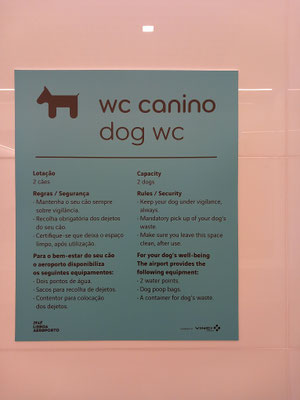 wc canino
dog wc
Lotação
2 cães
Regras / Segurança
- Mantenha o seu cão sempre
sobre vigilância.
- Recolha obrigatória dos dejetos
do seu cão.
- Certifique-se que deixa o espaço
limpo, após utilização.
Para o bem-estar do seu cão
o aeroporto disponibiliza
os seguintes equipamentos:
- Dois pontos de água.
- Sacos para recolha de dejetos.
- Contentor para colocação
dos dejetos.
Capacity
2 dogs
Rules / Security
- Keep your dog under vigilance,
always.
- Mandatory pick up of your dog's
waste.
- Make sure you leave this space
clean, after use.
For your dog's well-being
The airport provides the
following equipment:
- 2 water points.
- Dog poop bags.
- A container for dog's waste.
LISBOA
AEROPORTO
VINCI